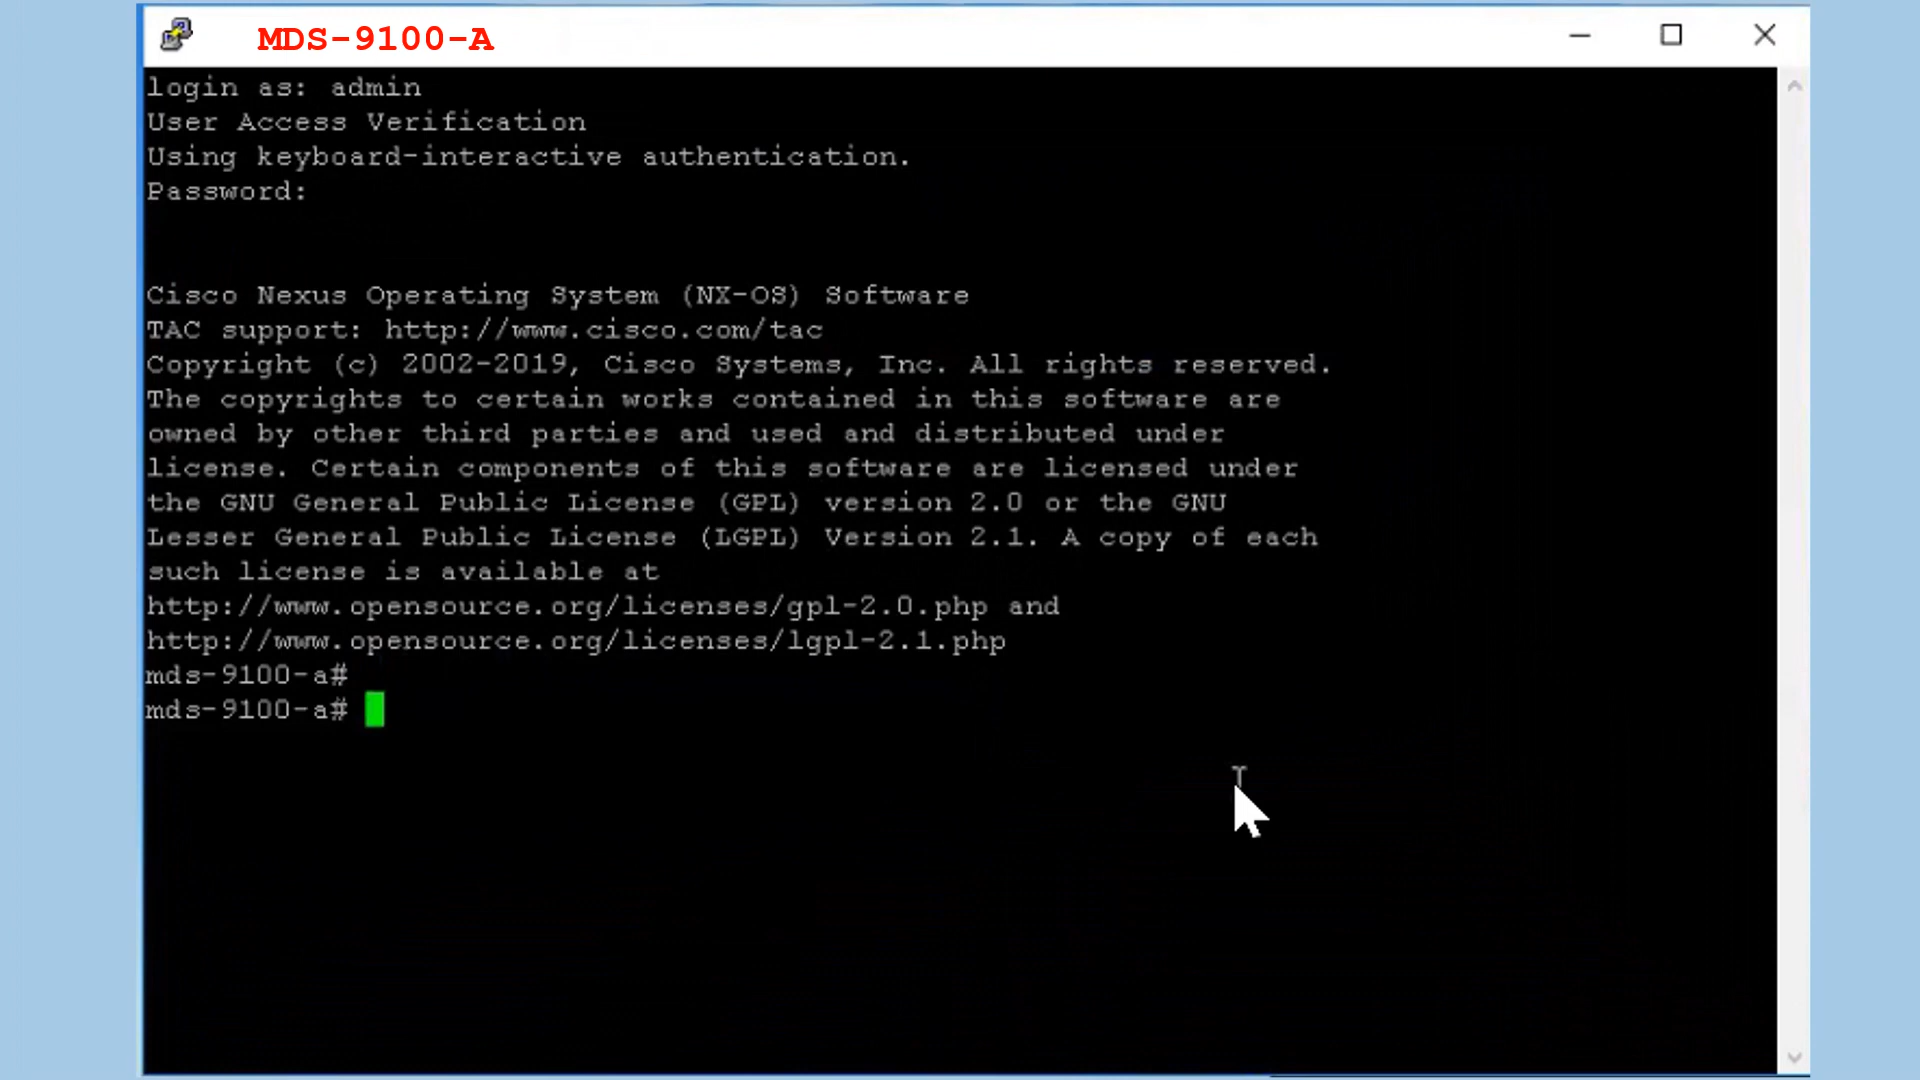 MDS-9100-A
login as: admin
User Access Verification
Using keyboard-interactive authentication.
Password:
Cisco Nexus Operating System (NX-OS) Software
TAC support: http://www.cisco.com/tac
Copyright (c) 2002-2019, Cisco Systems, Inc. All rights reserved.
The copyrights to certain works contained in this software are
owned by other third parties and used and distributed under
license. Certain components of this software are licensed under
the GNU General Public License (GPL) version 2.0 or the GNU
Lesser General Public License (LGPL) Version 2.1. A copy of each
such license is available at
http://www.opensource.org/licenses/gpl-2.0.php and
http://www.opensource.org/licenses/lgpl-2.1.php
mds-9100-a#
mds-9100-a#